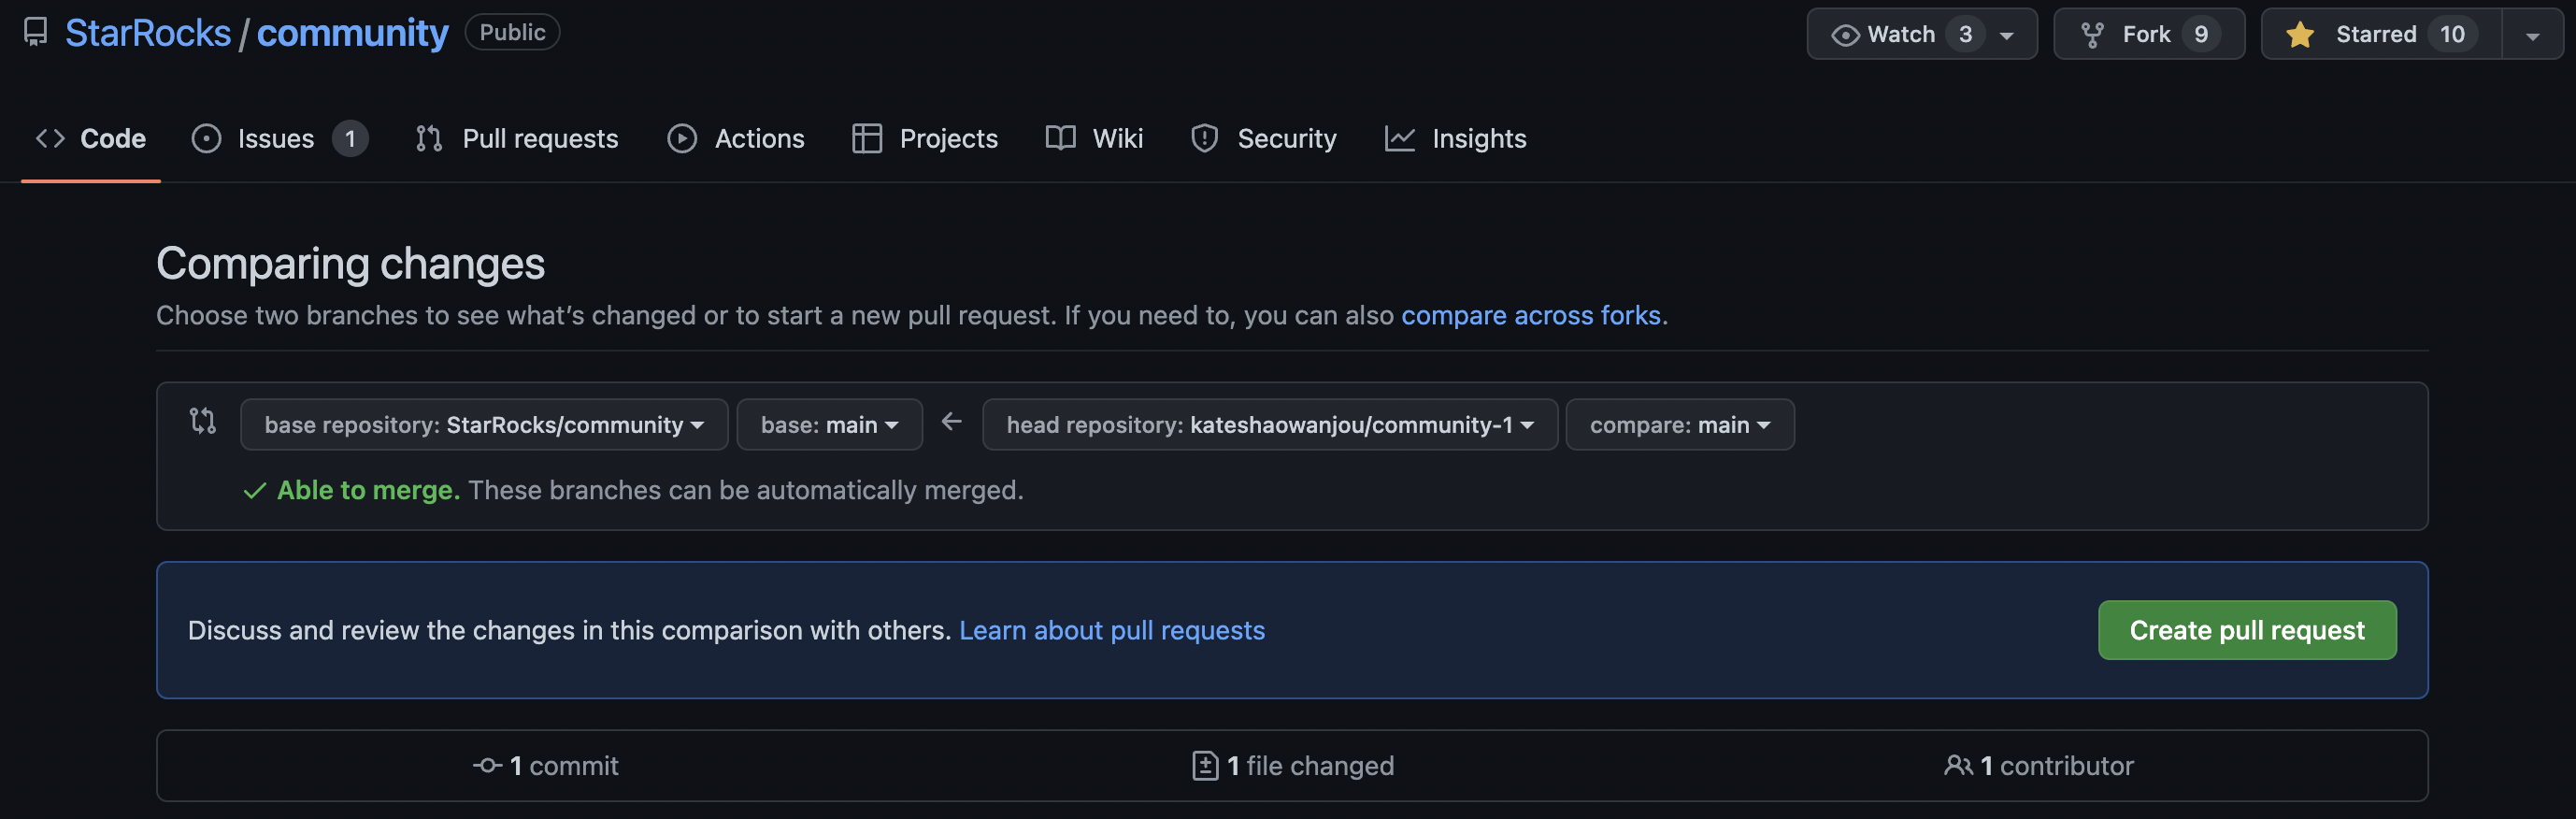 StarRocks / community Public Watch 3 Fork 9 Starred 10
Code Issues 1 Pull requests Actions Projects Wiki Security Insights
Comparing changes
Choose two branches to see what’s changed or to start a new pull request. If you need to, you can also compare across forks.
base repository: StarRocks/community base: main head repository: kateshaowanjou/community-1 compare: main
Able to merge. These branches can be automatically merged.
Discuss and review the changes in this comparison with others. Learn about pull requests Create pull request
1 commit 1 file changed 1 contributor